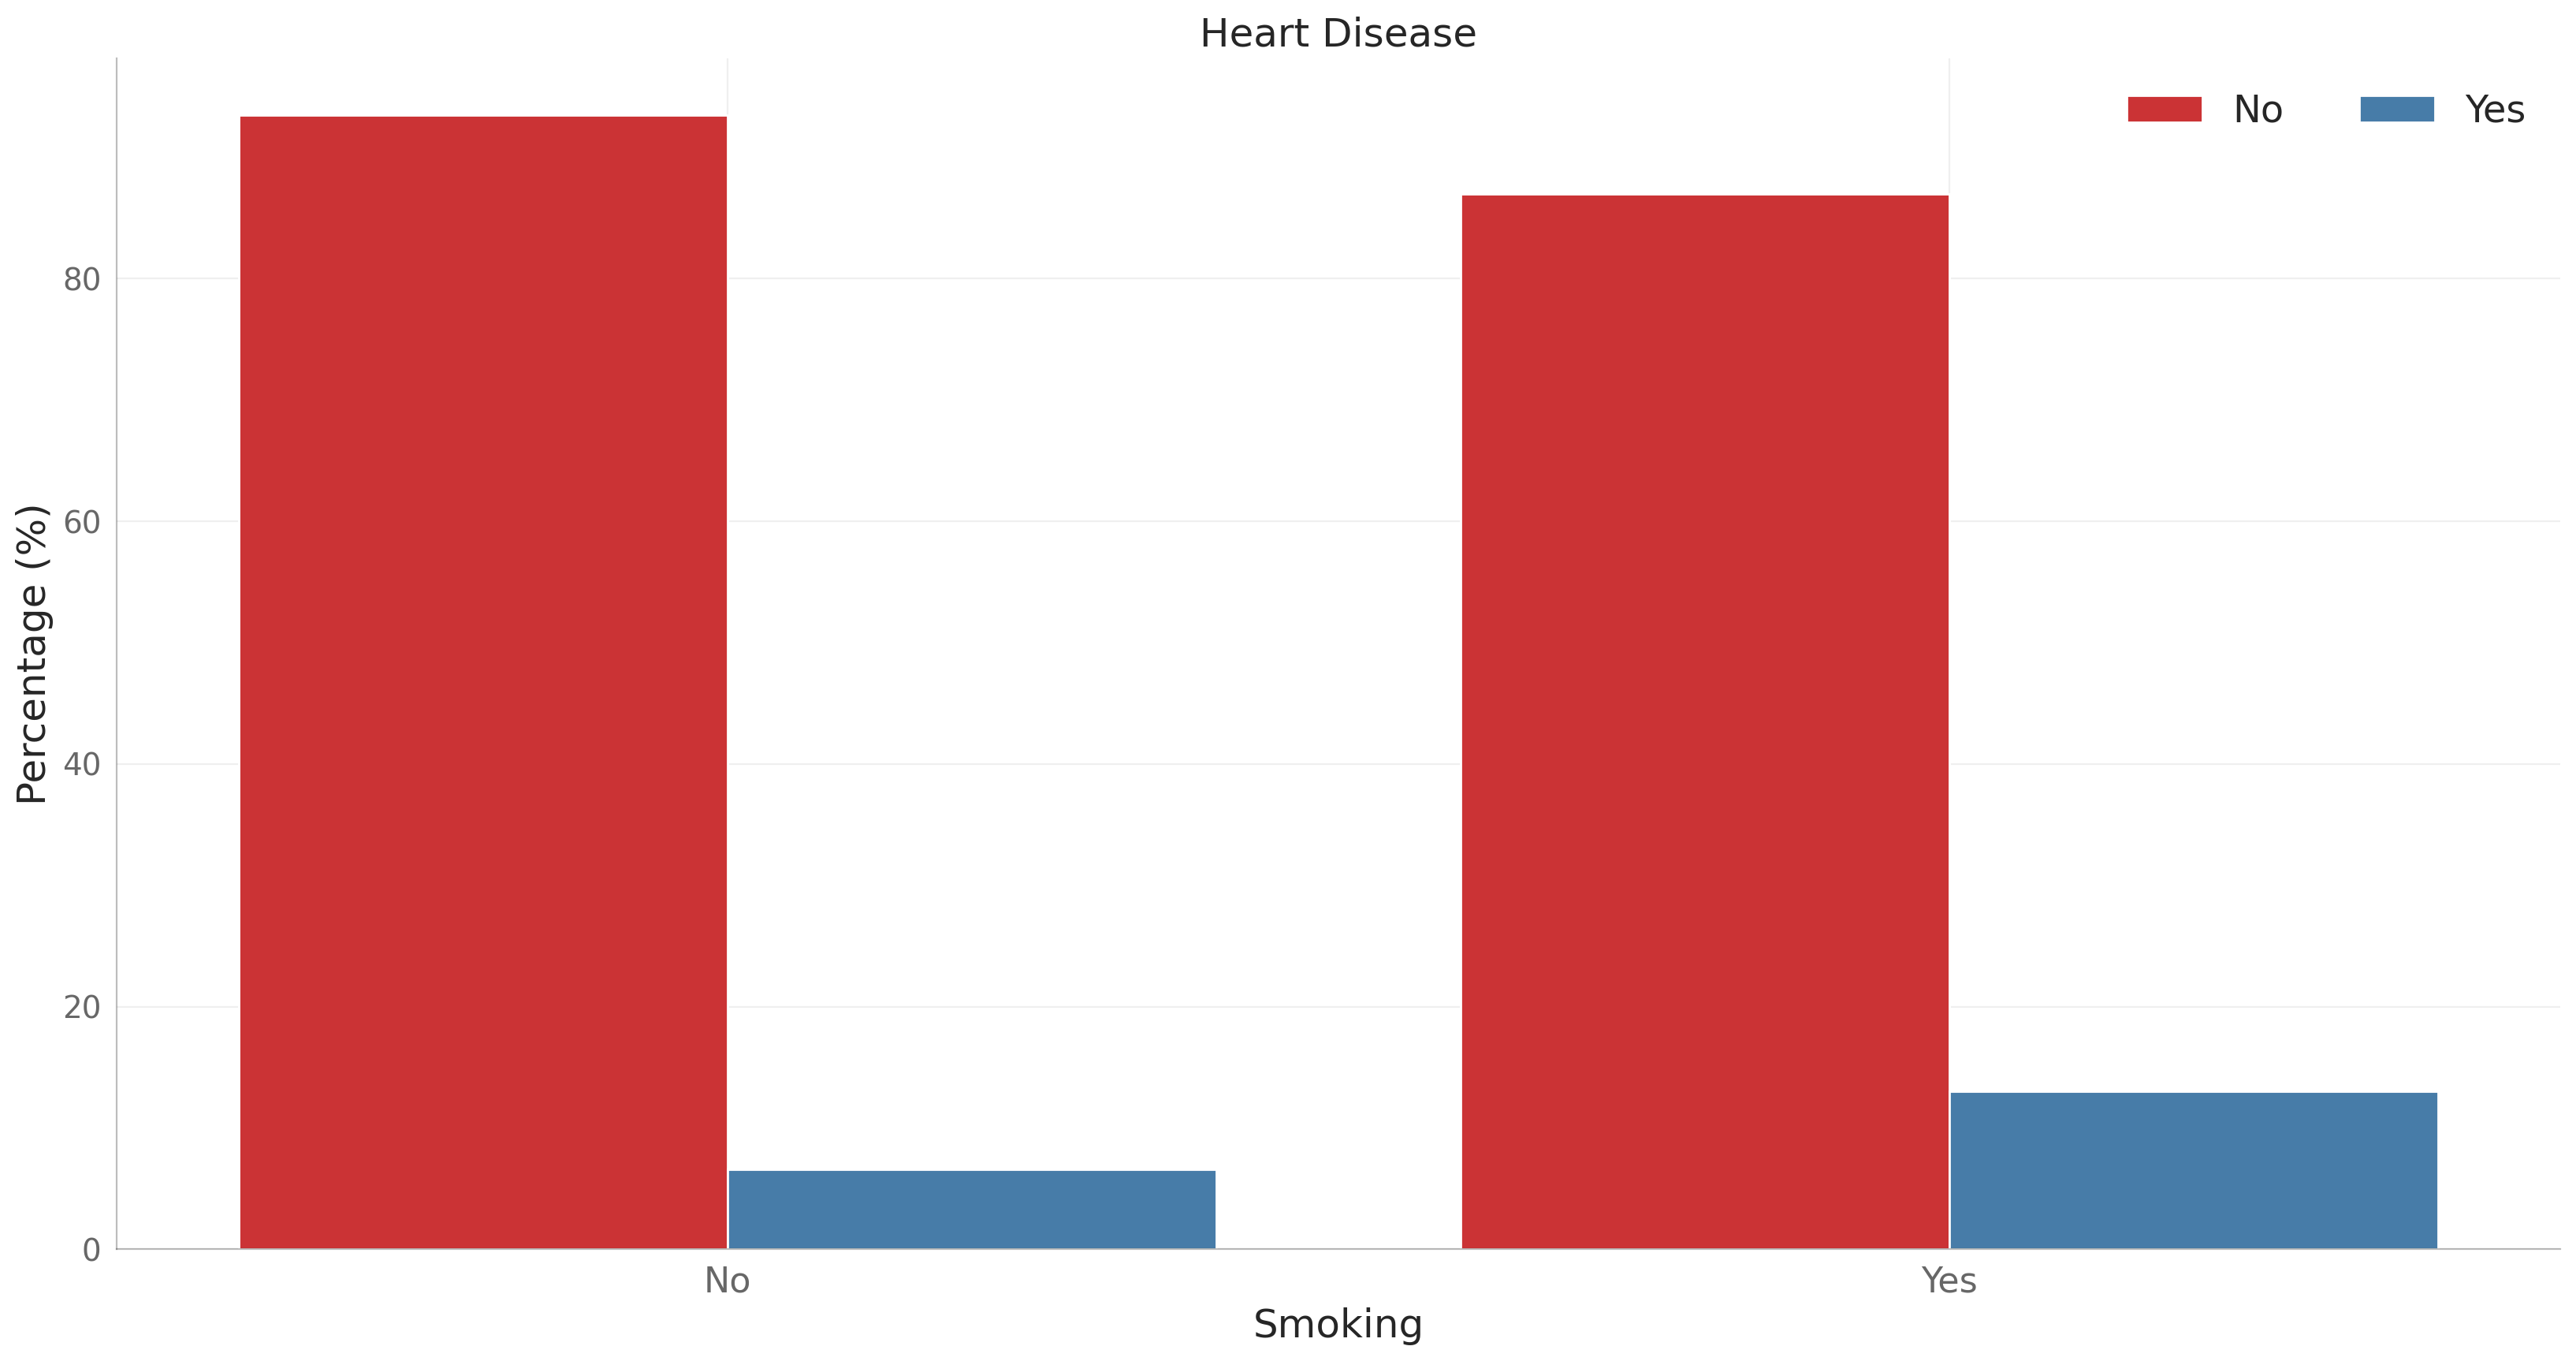 Heart Disease
No Yes
Percentage (%)
80
60
40
20
0
No Yes
Smoking